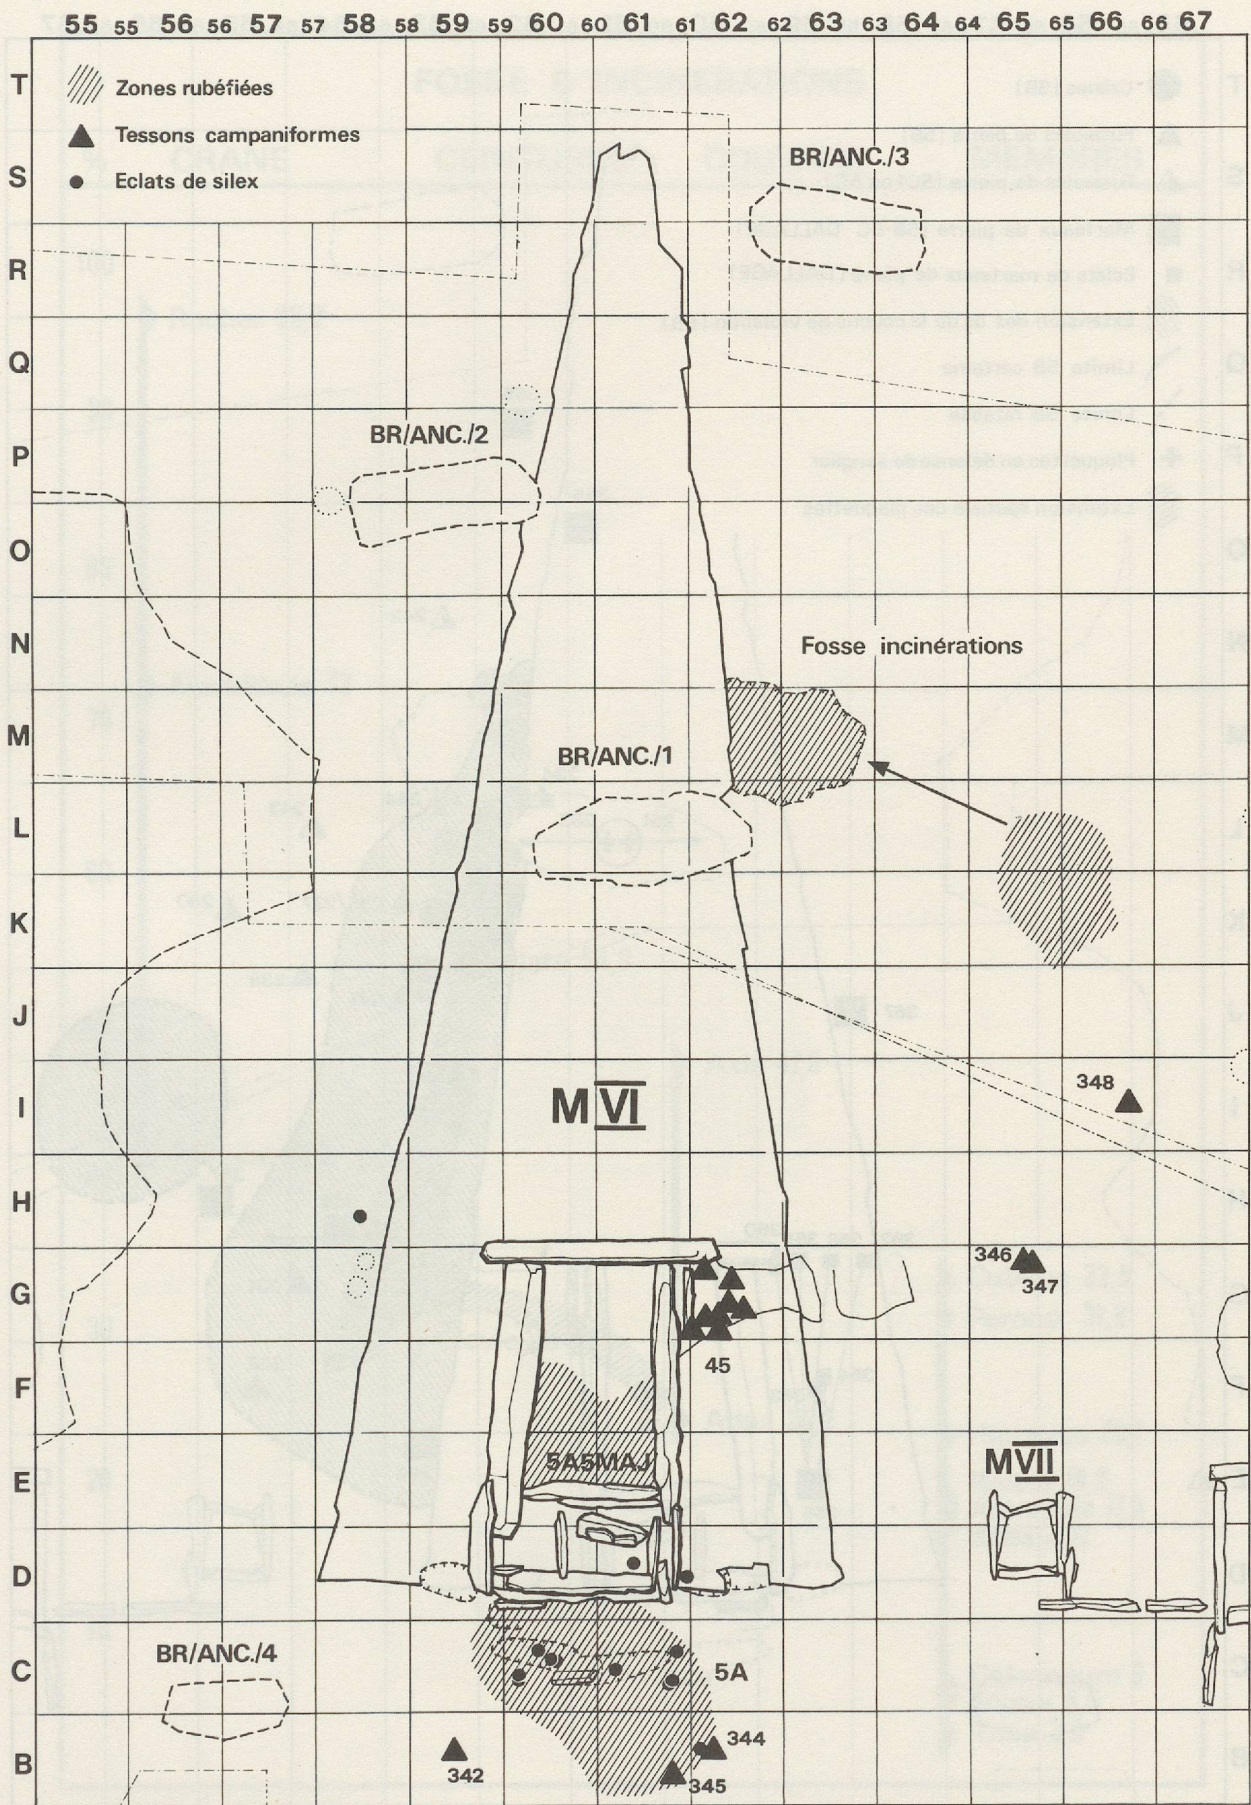 55 55 56 56 57 57 58 58 59 59 60 60 61 61 62 62 63 63 64 64 65 65 66 66 67
T
Zones rubéfiées
Tessons campaniformes
Eclats de silex
S
BR/ANC./3
R
Q
P
BR/ANC./2
O
N
Fosse incinérations
M
BR/ANC./1
L
K
J
I
M VI
348
H
G
346
347
45
F
E
5A5MAJ
M VII
D
C
BR/ANC./4
5A
B
342
344
345